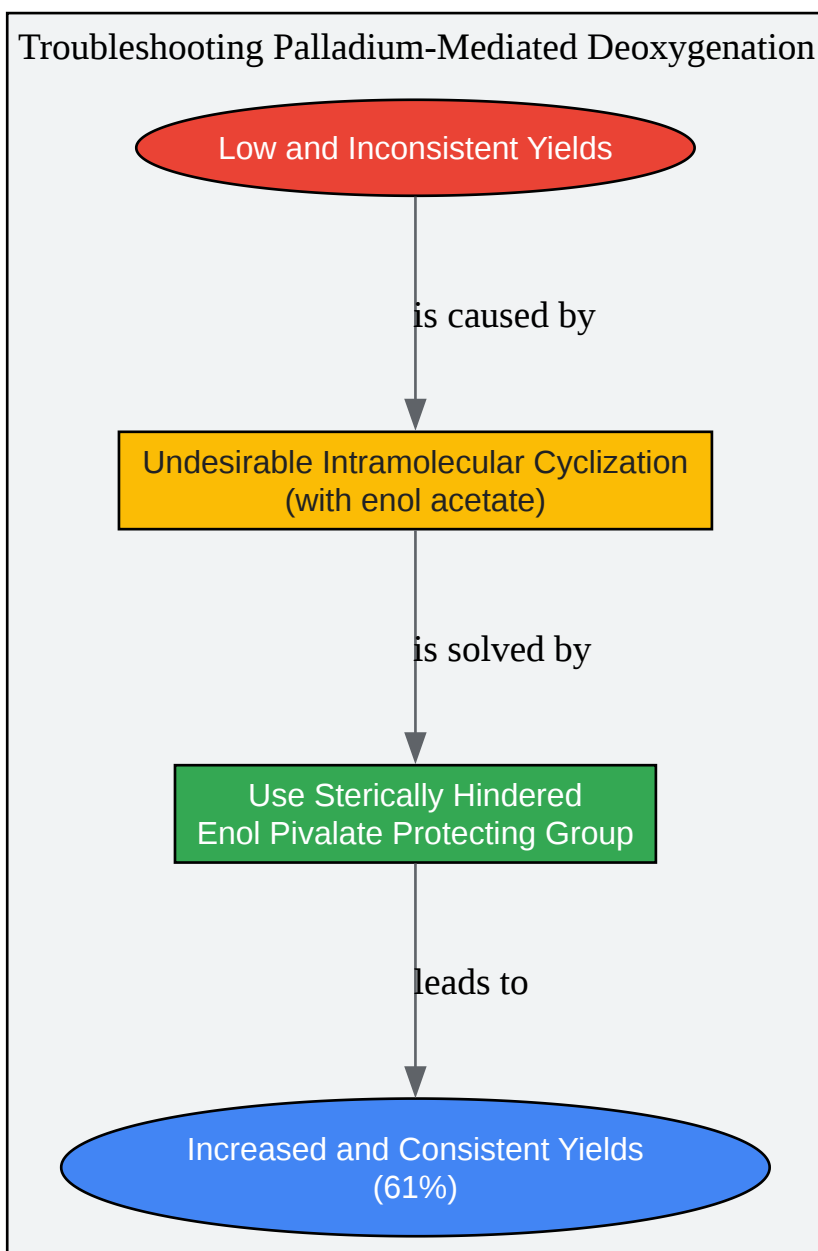 Troubleshooting Palladium-Mediated Deoxygenation
Low and Inconsistent Yields
is caused by
Undesirable Intramolecular Cyclization
(with enol acetate)
is solved by
Use Sterically Hindered
Enol Pivalate Protecting Group
leads to
Increased and Consistent Yields
(61%)